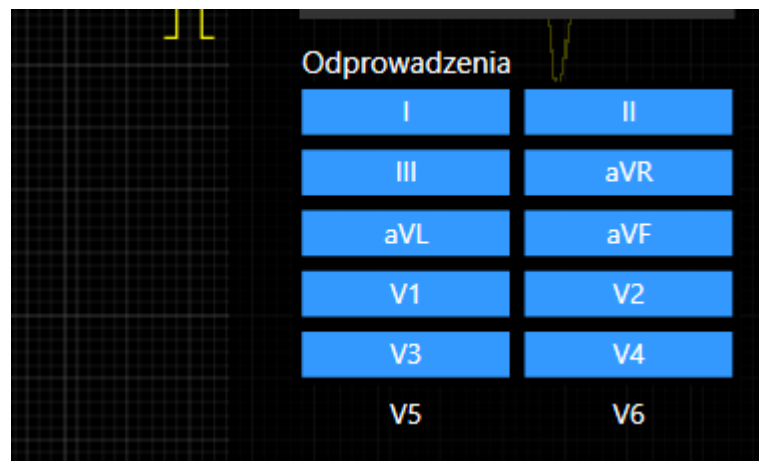 Odprowadzenia
I II
III aVR
aVL aVF
V1 V2
V3 V4
V5 V6